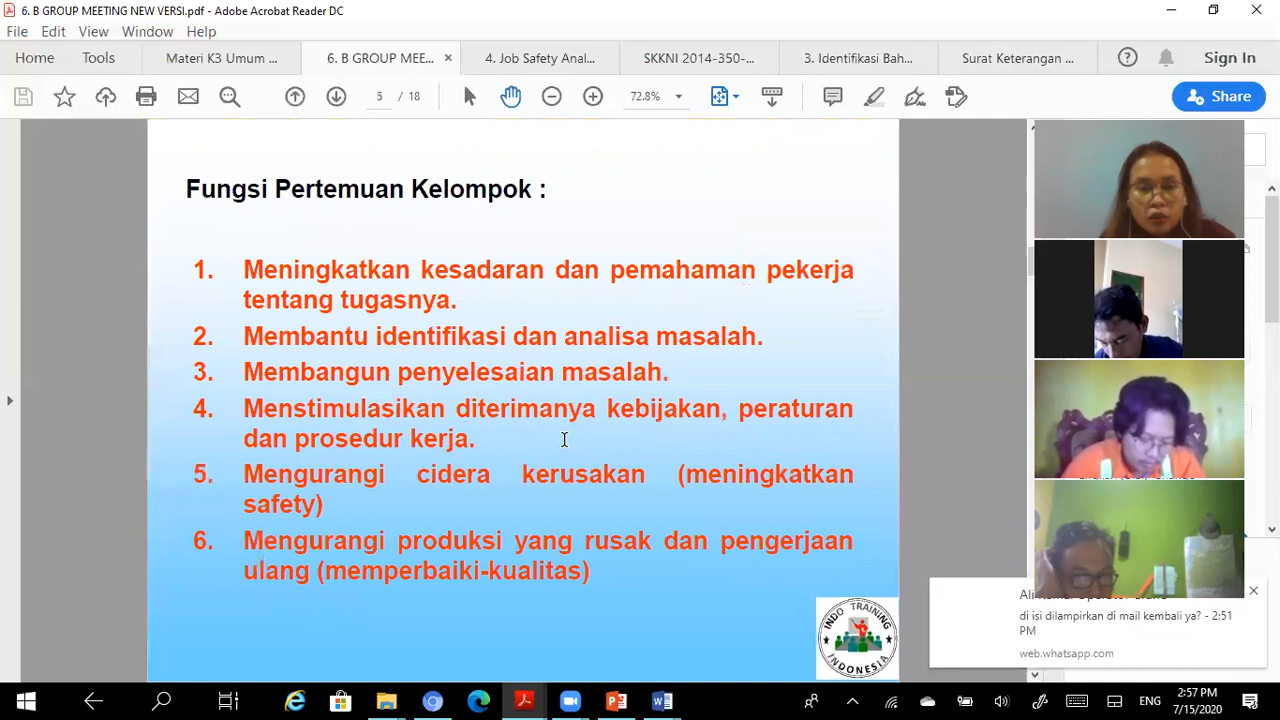 6. B GROUP MEETING NEW VERSI.pdf - Adobe Acrobat Reader DC
File Edit View Window Help
Home Tools Materi K3 Umum ... 6. B GROUP MEE... × 4. Job Safety Anal... SKKNI 2014-350-... 3. Identifikasi Bah... Surat Keterangan ... Sign In
5 / 18 72.8% Share
Fungsi Pertemuan Kelompok :
1. Meningkatkan kesadaran dan pemahaman pekerja
tentang tugasnya.
2. Membantu identifikasi dan analisa masalah.
3. Membangun penyelesaian masalah.
4. Menstimulasikan diterimanya kebijakan, peraturan
dan prosedur kerja.
5. Mengurangi cidera kerusakan (meningkatkan
safety)
6. Mengurangi produksi yang rusak dan pengerjaan
ulang (memperbaiki-kualitas)
INDO TRAINING
INDONESIA
di isi dilampirkan di mail kembali ya? - 2:51
PM
web.whatsapp.com
ENG
2:57 PM
7/15/2020